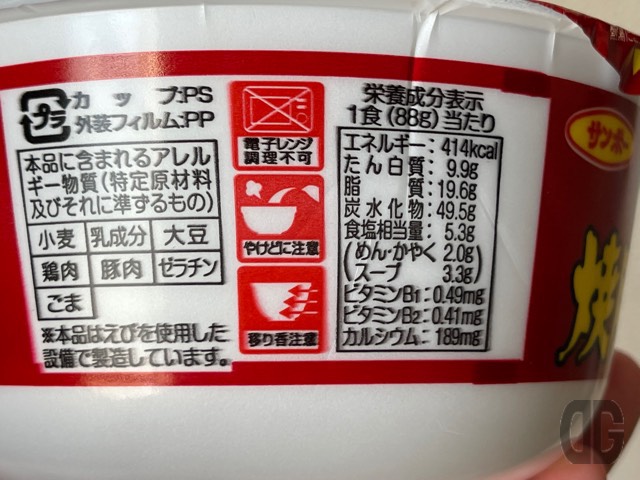 プラ
カップ:PS
外装フィルム:PP
本品に含まれるアレル
ギー物質(特定原材料
及びそれに準ずるもの)
小麦 乳成分 大豆
鶏肉 豚肉 ゼラチン
ごま
※本品はえびを使用した
設備で製造しています。
電子レンジ
調理不可
やけどに注意
移り香注意
栄養成分表示
1食(88g)当たり
エネルギー:414kcal
たん白質:9.9g
脂質:19.6g
炭水化物:49.5g
食塩相当量:5.3g
(めん・かやく 2.0g)
(スープ 3.3g)
ビタミンB1:0.49mg
ビタミンB2:0.41mg
カルシウム:189mg
サンポー
焼
DG